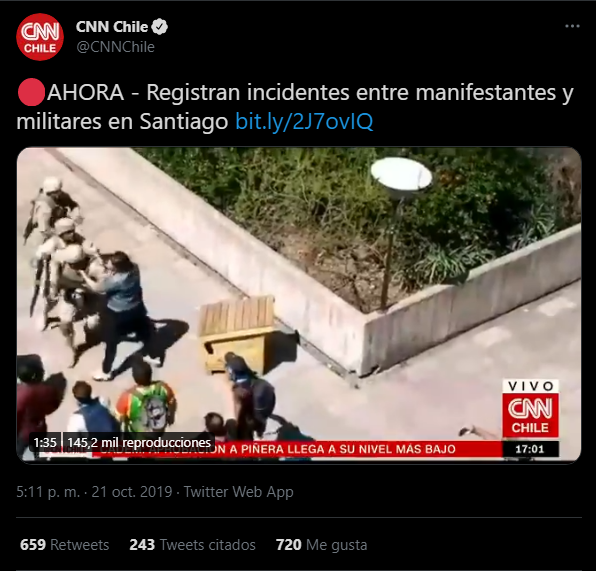 CNN
CHILE
CNN Chile
@CNNChile
AHORA - Registran incidentes entre manifestantes y
militares en Santiago bit.ly/2J7ovIQ
VIVO
CNN
CHILE
1:35 145,2 mil reproducciones
A PIÑERA LLEGA A SU NIVEL MÁS BAJO
17:01
5:11 p. m. · 21 oct. 2019 · Twitter Web App
659 Retweets 243 Tweets citados 720 Me gusta